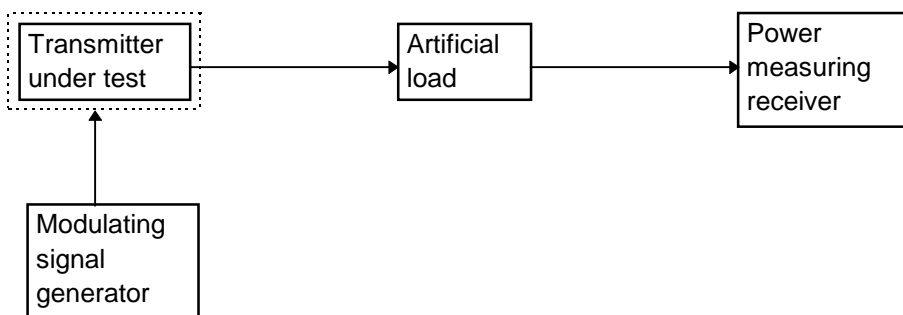 Transmitter
under test
Artificial
load
Power
measuring
receiver
Modulating
signal
generator